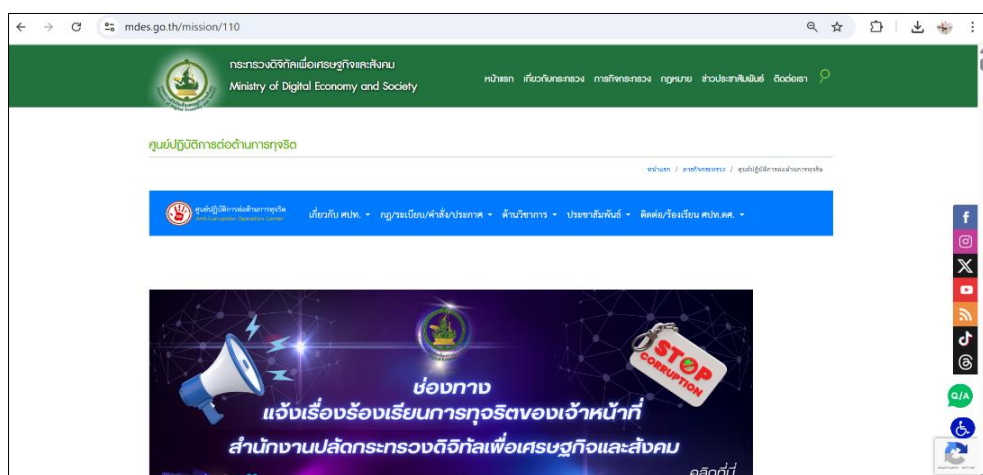 mdes.go.th/mission/110
กระทรวงดิจิทัลเพื่อเศรษฐกิจและสังคม
Ministry of Digital Economy and Society
หน้าแรก เกี่ยวกับกระทรวง ภารกิจกระทรวง กฎหมาย ข่าวประชาสัมพันธ์ ติดต่อเรา
ศูนย์ปฏิบัติการต่อต้านการทุจริต
หน้าแรก / ภารกิจกระทรวง / ศูนย์ปฏิบัติการต่อต้านการทุจริต
ศูนย์ปฏิบัติการต่อต้านการทุจริต
Anti-Corruption Operation Center
เกี่ยวกับ ศปท. กฎ/ระเบียบ/คำสั่ง/ประกาศ ด้านวิชาการ ประชาสัมพันธ์ ติดต่อ/ร้องเรียน ศปท.ดศ.
STOP
CORRUPTION
ช่องทาง
แจ้งเรื่องร้องเรียนการทุจริตของเจ้าหน้าที่
สำนักงานปลัดกระทรวงดิจิทัลเพื่อเศรษฐกิจและสังคม
คลิกที่นี่
Q/A